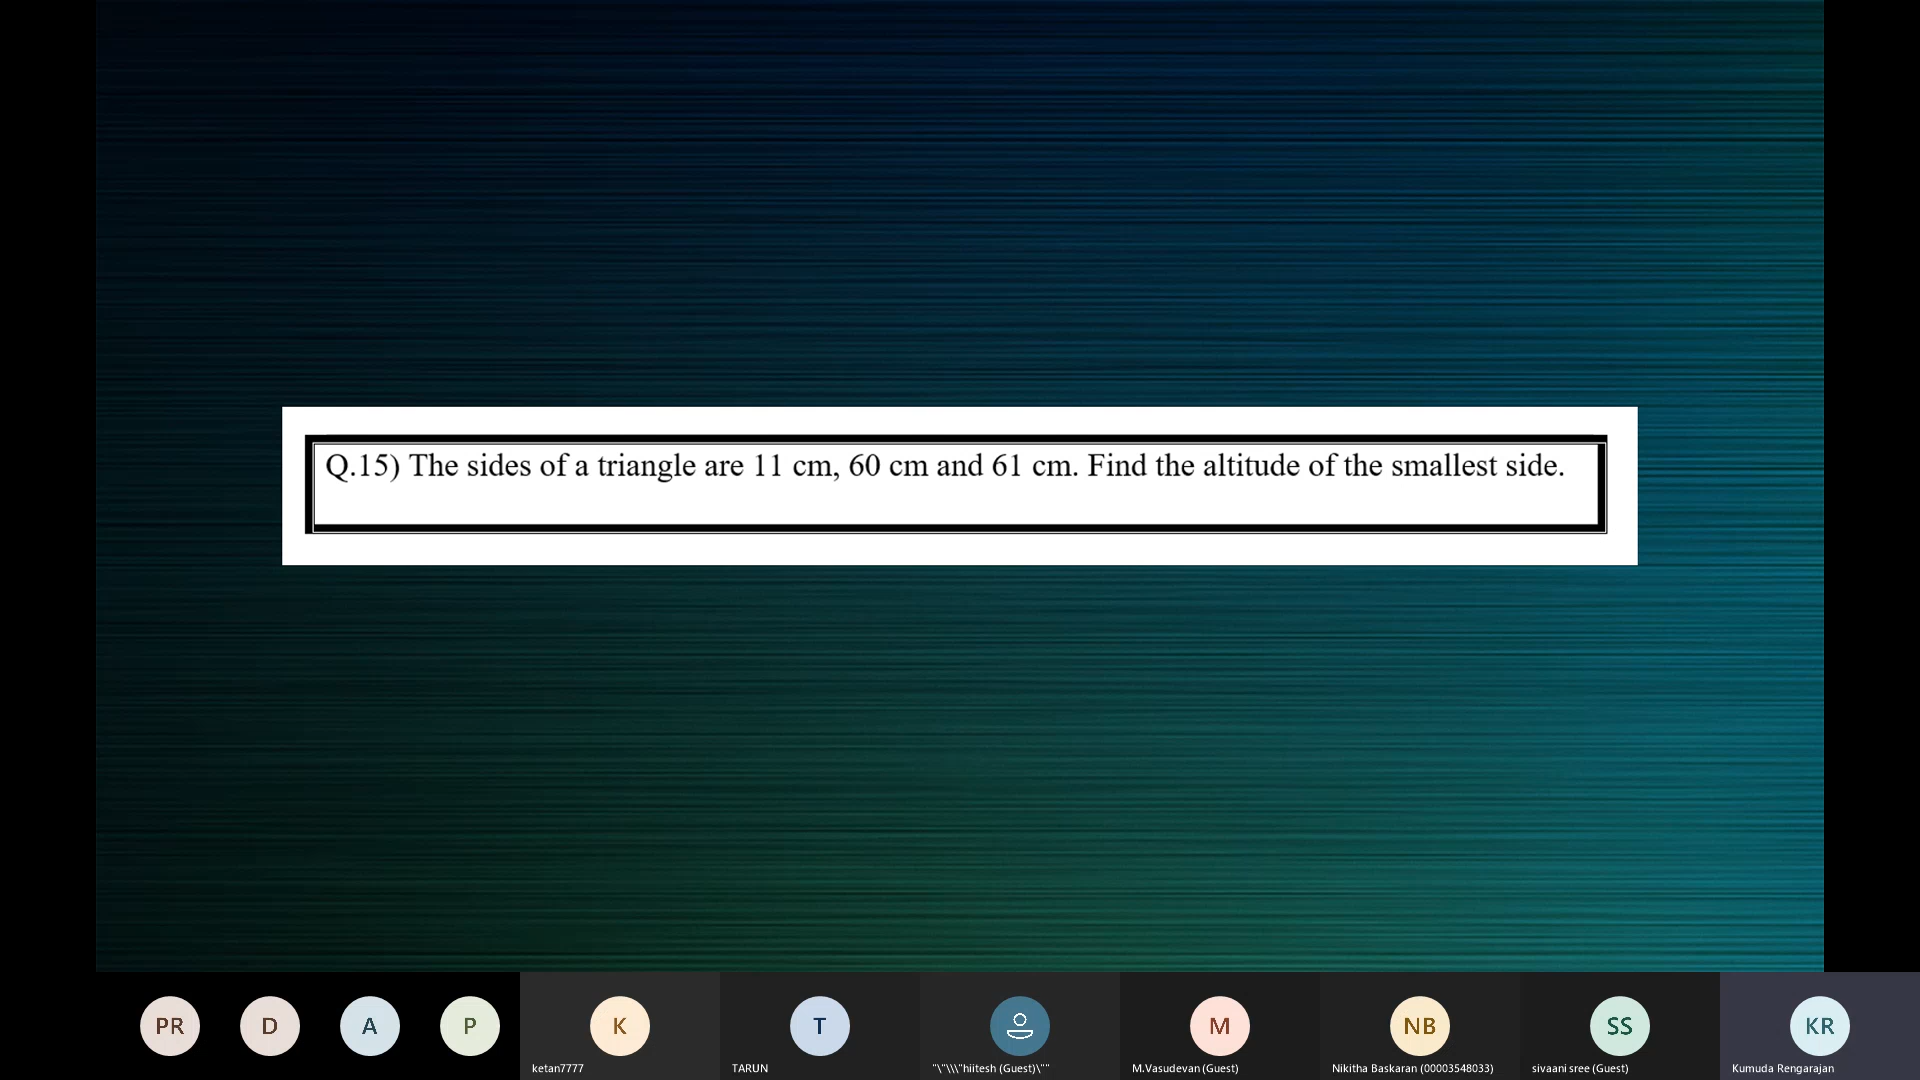 Q.15) The sides of a triangle are 11 cm, 60 cm and 61 cm. Find the altitude of the smallest side.
PR
D
A
P
K
T
M
NB
SS
KR
ketan7777
TARUN
"\"\\\"hiitesh (Guest)\""
M.Vasudevan (Guest)
Nikitha Baskaran (00003548033)
sivaani sree (Guest)
Kumuda Rengarajan